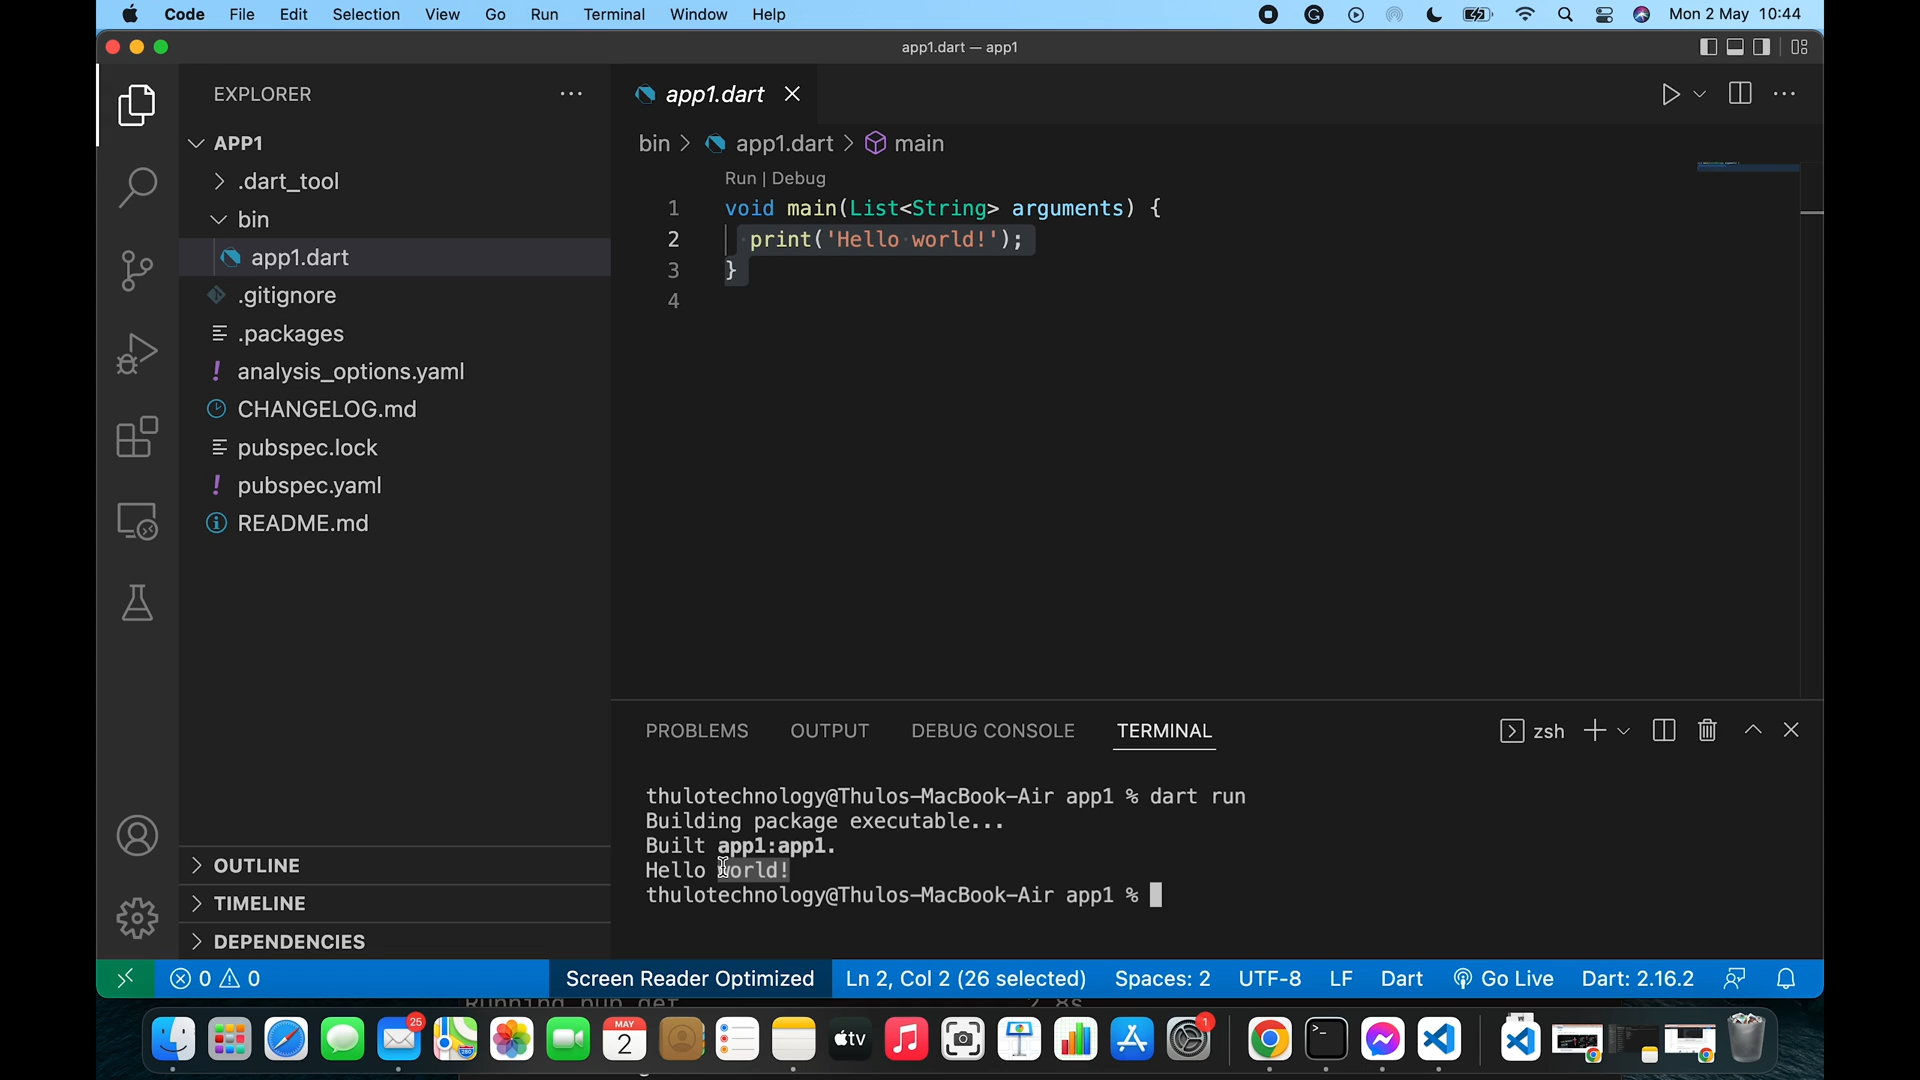 Code File Edit Selection View Go Run Terminal Window Help Mon 2 May 10:44
app1.dart — app1
EXPLORER
APP1
.dart_tool
bin
app1.dart
.gitignore
.packages
analysis_options.yaml
CHANGELOG.md
pubspec.lock
pubspec.yaml
README.md
OUTLINE
TIMELINE
DEPENDENCIES
app1.dart
bin > app1.dart > main
Run | Debug
1 void main(List<String> arguments) {
2 print('Hello world!');
3 }
4
PROBLEMS OUTPUT DEBUG CONSOLE TERMINAL zsh
thulotechnology@Thulos-MacBook-Air app1 % dart run
Building package executable...
Built app1:app1.
Hello world!
thulotechnology@Thulos-MacBook-Air app1 %
0 0 Screen Reader Optimized Ln 2, Col 2 (26 selected) Spaces: 2 UTF-8 LF Dart Go Live Dart: 2.16.2
25
MAY
2
tv
1